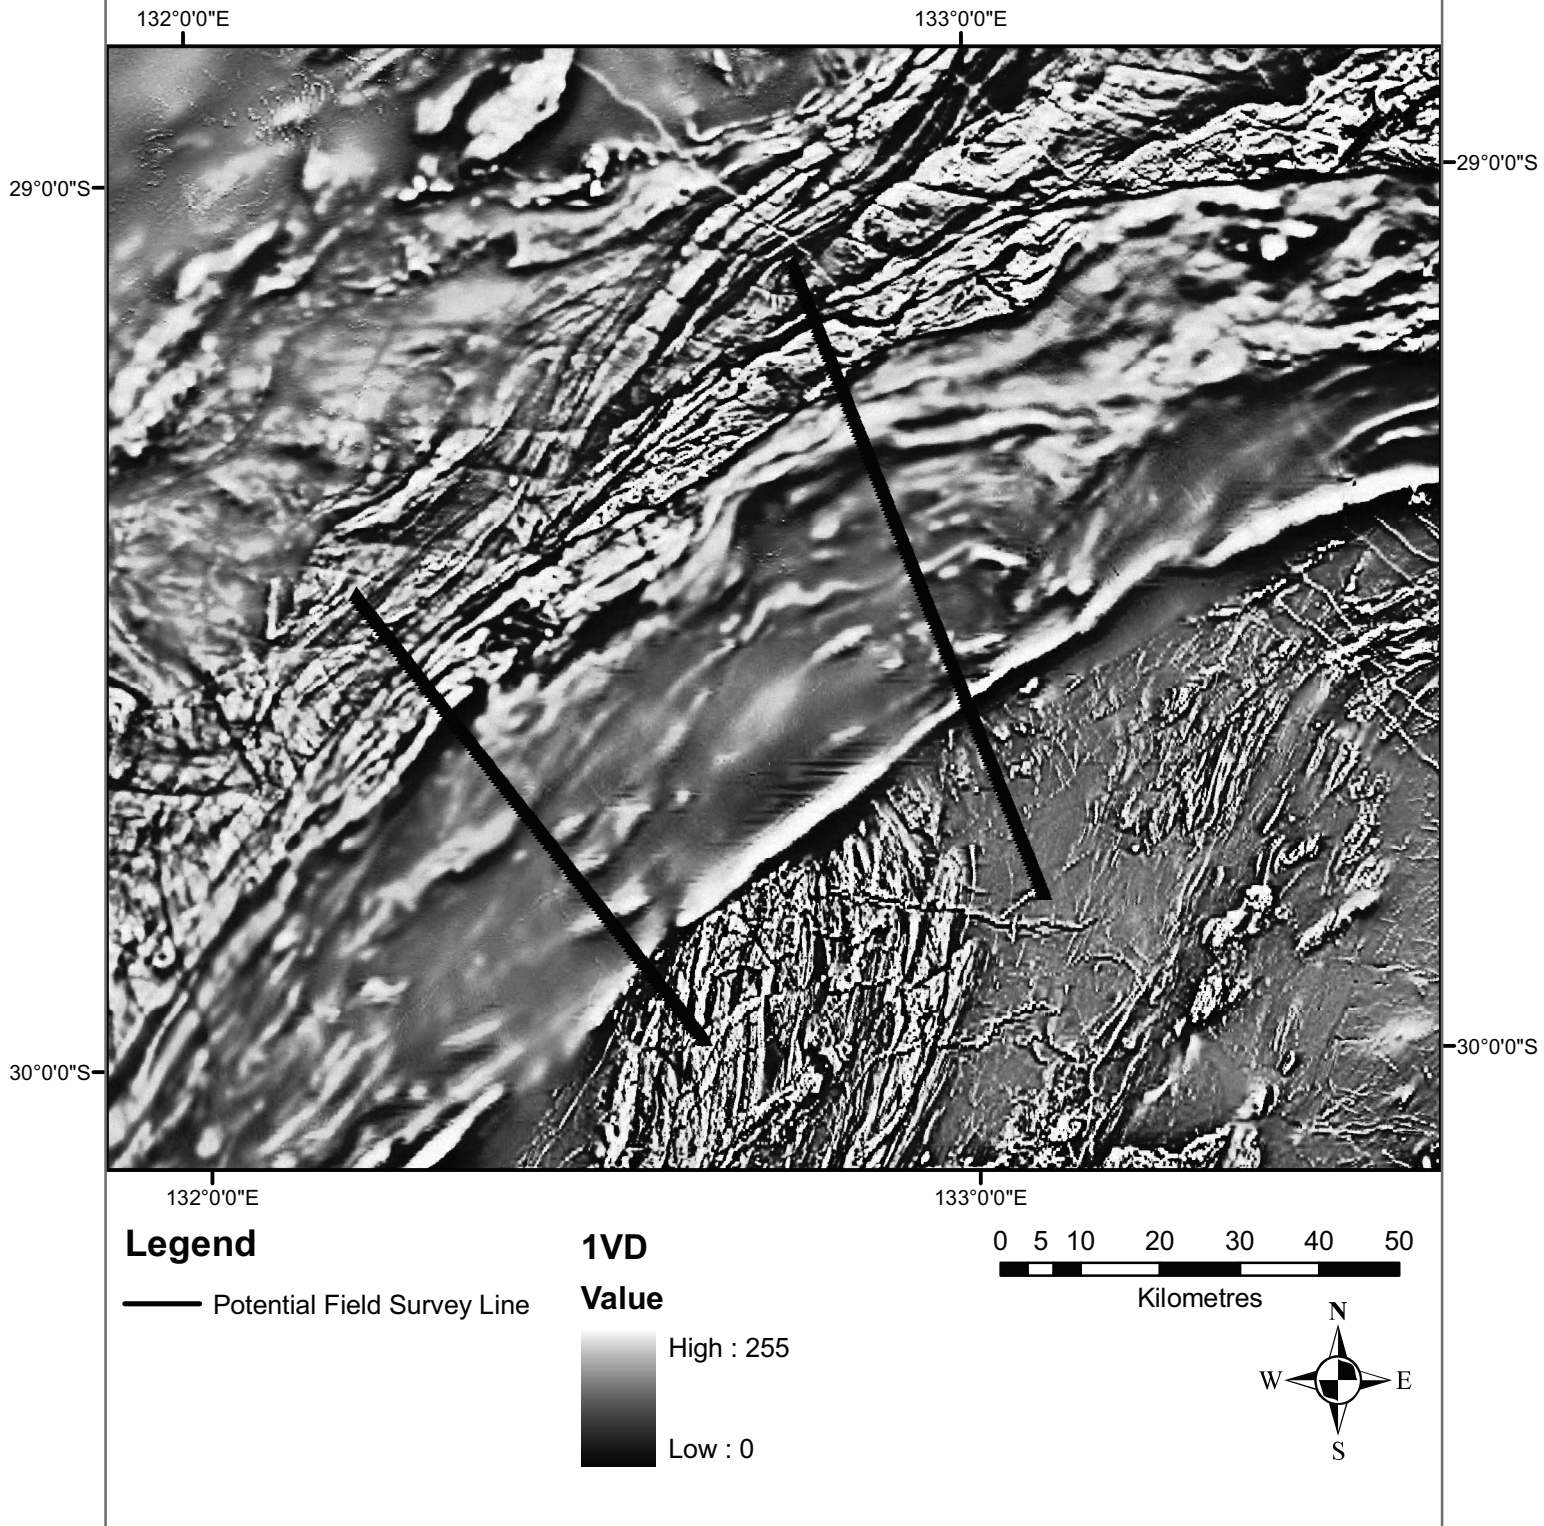 132°0'0"E 133°0'0"E
29°0'0"S 29°0'0"S
30°0'0"S 30°0'0"S
132°0'0"E 133°0'0"E
Legend
Potential Field Survey Line
1VD
Value
High : 255
Low : 0
0 5 10 20 30 40 50
Kilometres
N
W E
S